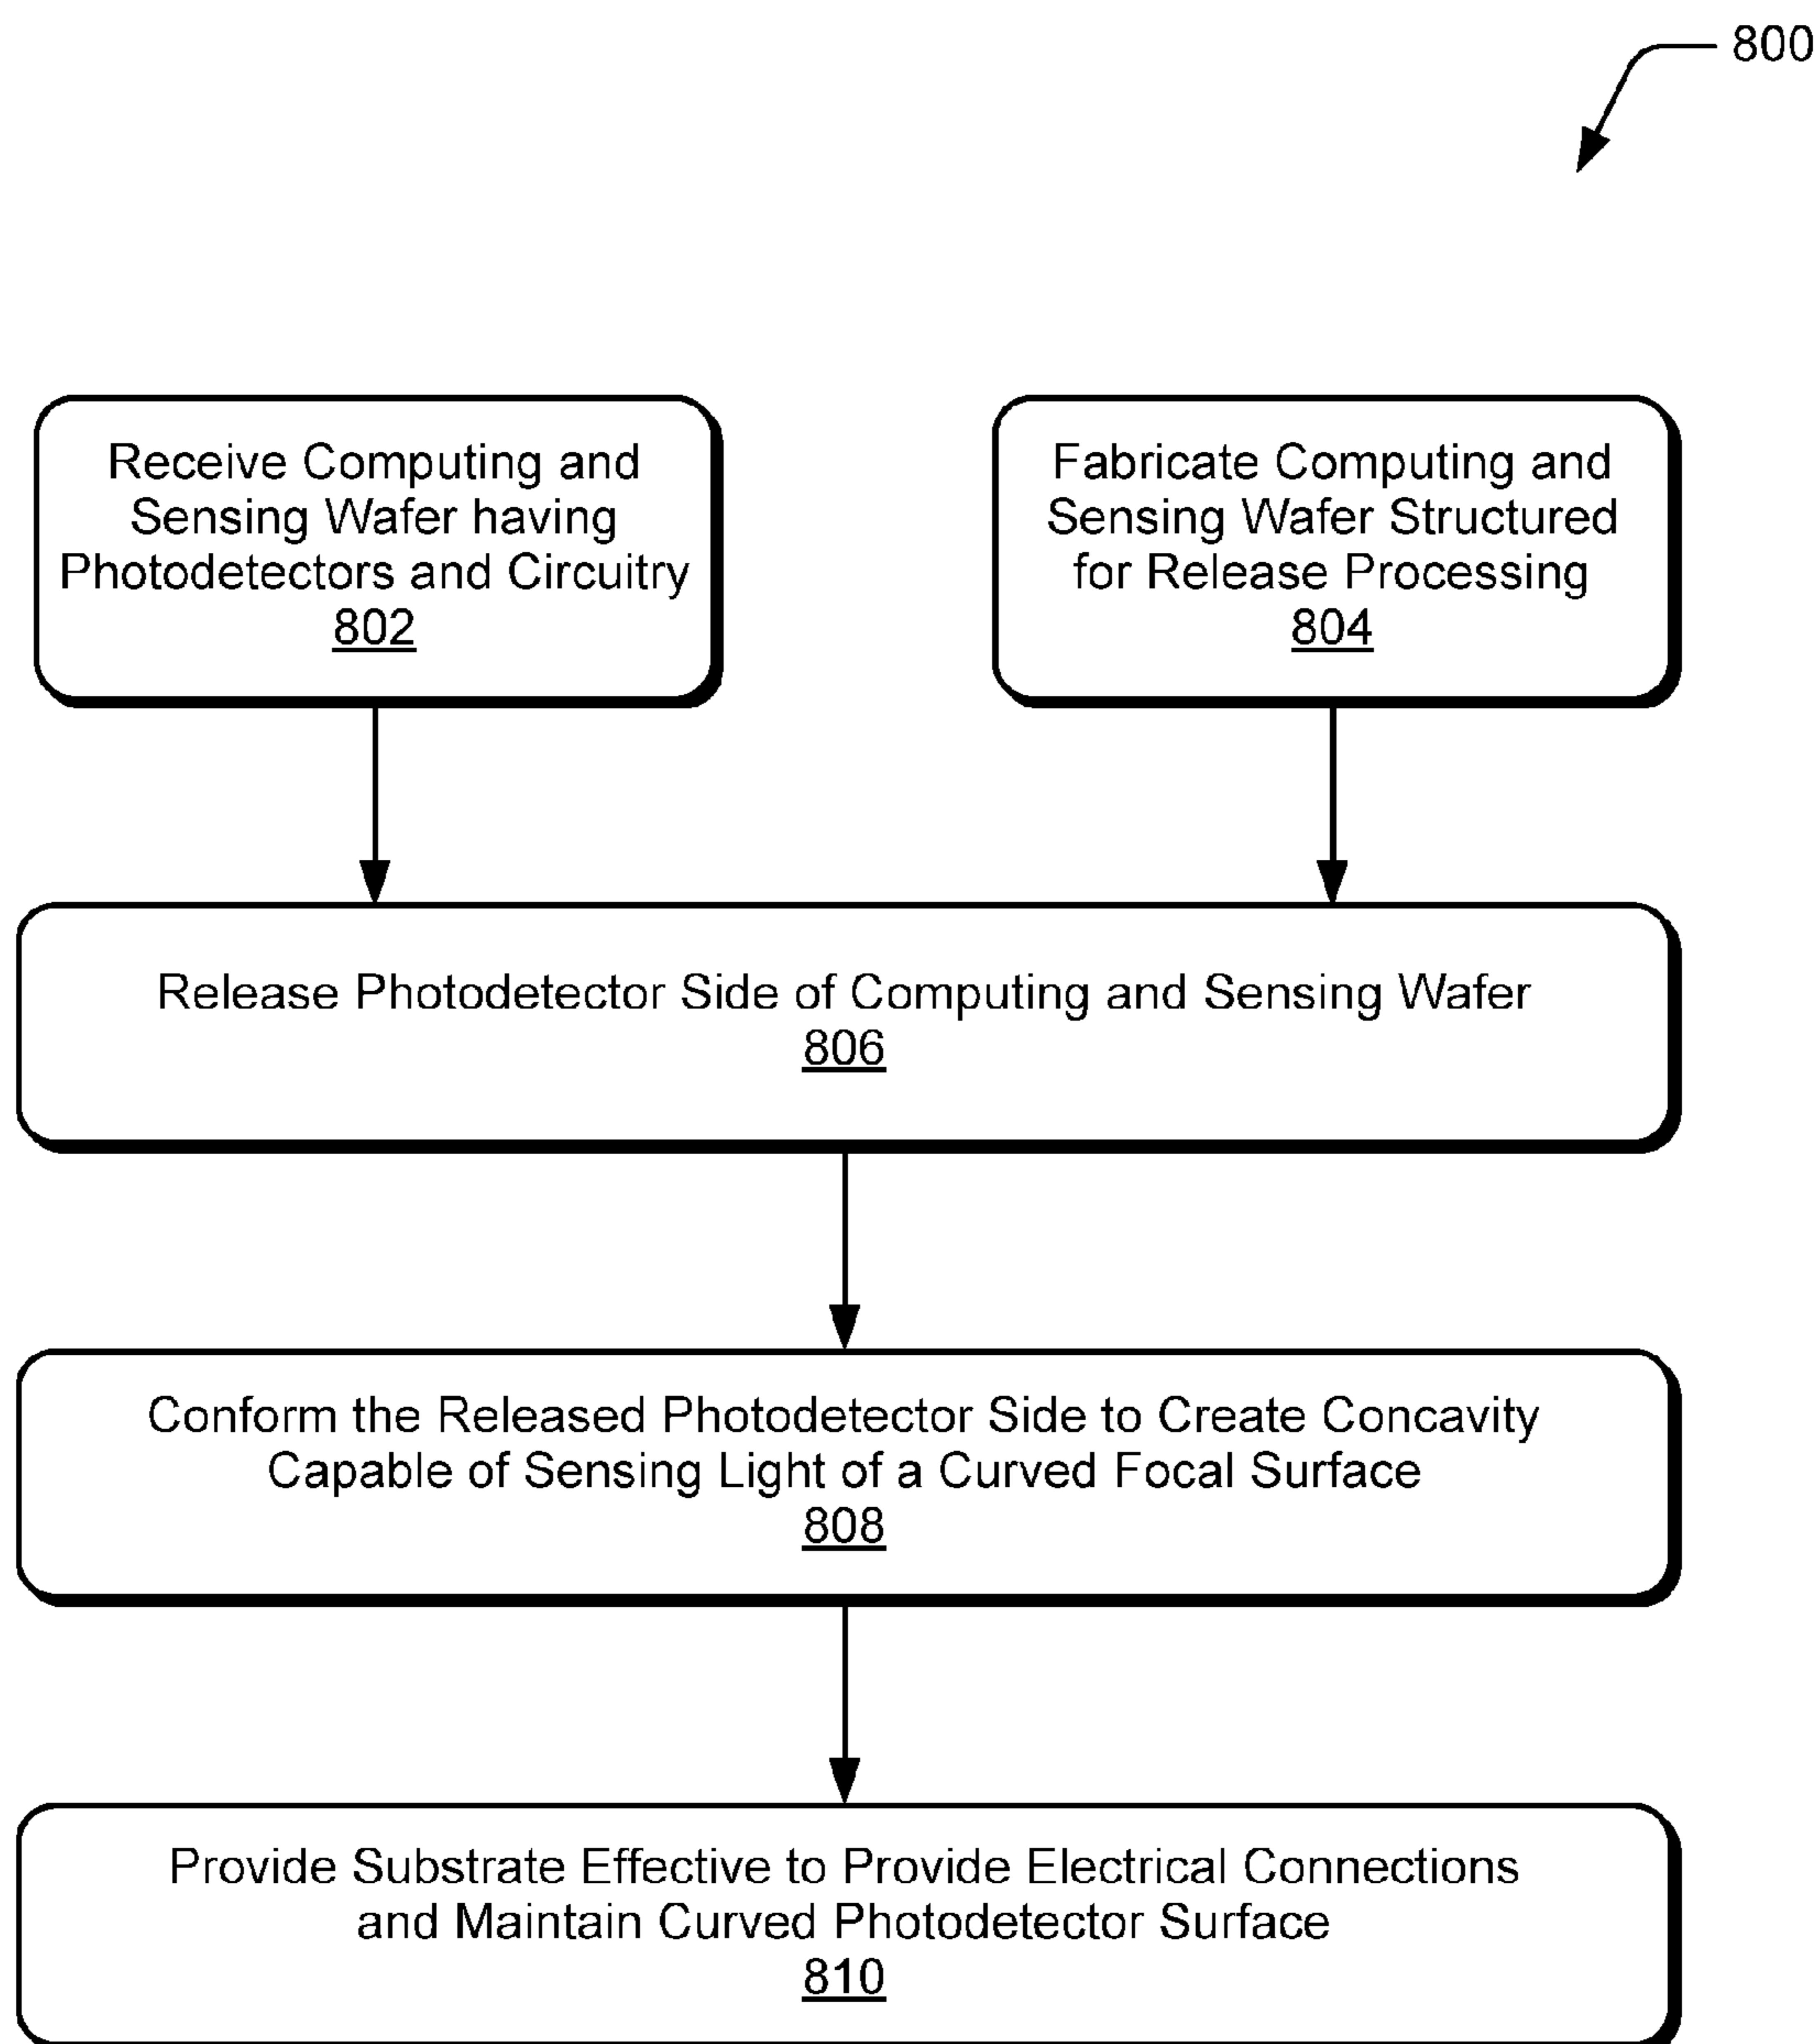 800
Receive Computing and
Sensing Wafer having
Photodetectors and Circuitry
802
Fabricate Computing and
Sensing Wafer Structured
for Release Processing
804
Release Photodetector Side of Computing and Sensing Wafer
806
Conform the Released Photodetector Side to Create Concavity
Capable of Sensing Light of a Curved Focal Surface
808
Provide Substrate Effective to Provide Electrical Connections
and Maintain Curved Photodetector Surface
810